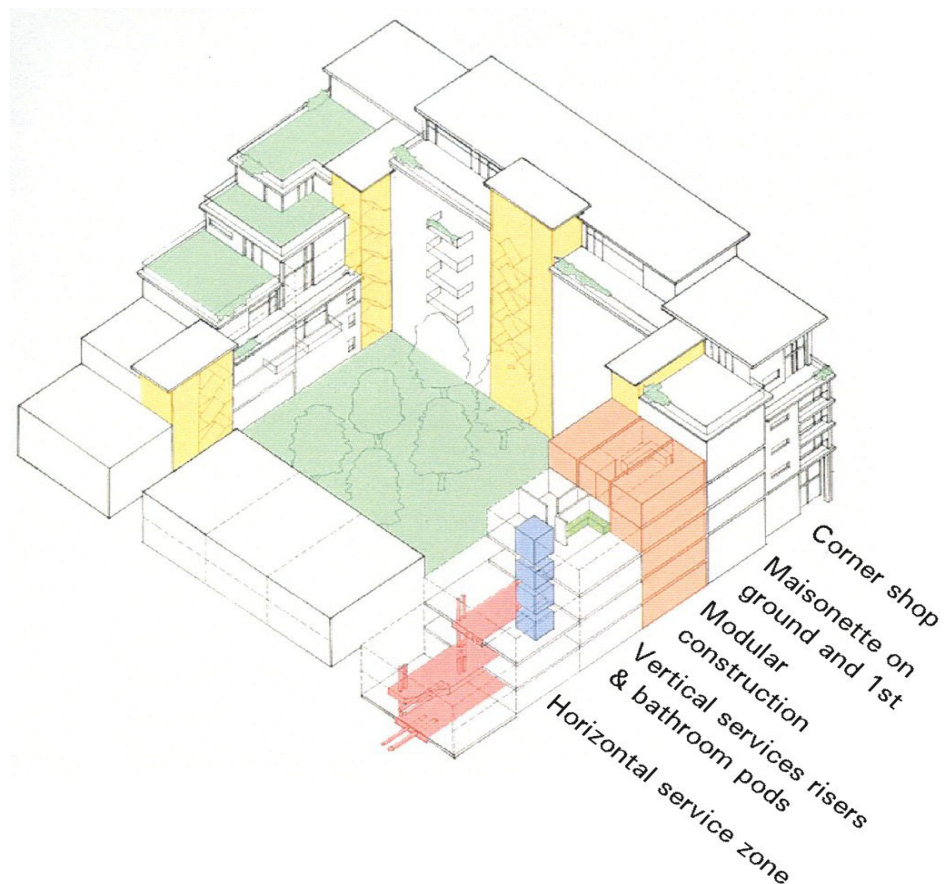 Corner shop
Maisonette on
ground and 1st
Modular
construction
Vertical services risers
& bathroom pods
Horizontal service zone